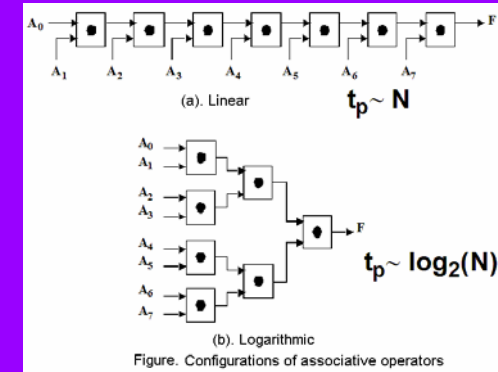 A0
F
A1 A2 A3 A4 A5 A6 A7
(a). Linear
tp~ N
A0
A1
A2
A3
F
A4
A5
tp~ log2(N)
A6
A7
(b). Logarithmic
Figure. Configurations of associative operators